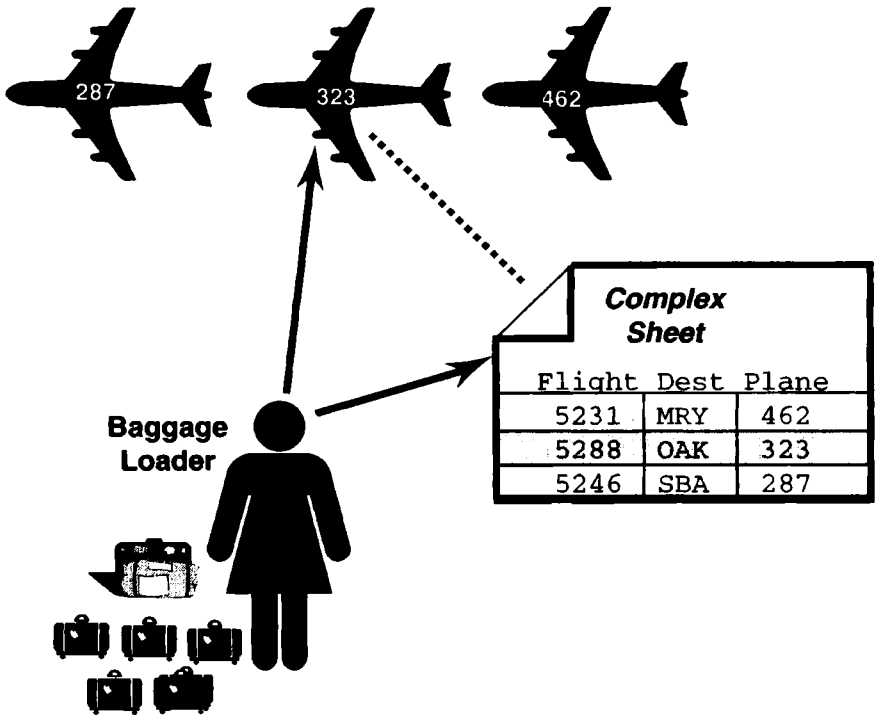 287 323 462
Complex
Sheet
Flight Dest Plane
5231 MRY 462
5288 OAK 323
5246 SBA 287
Baggage
Loader